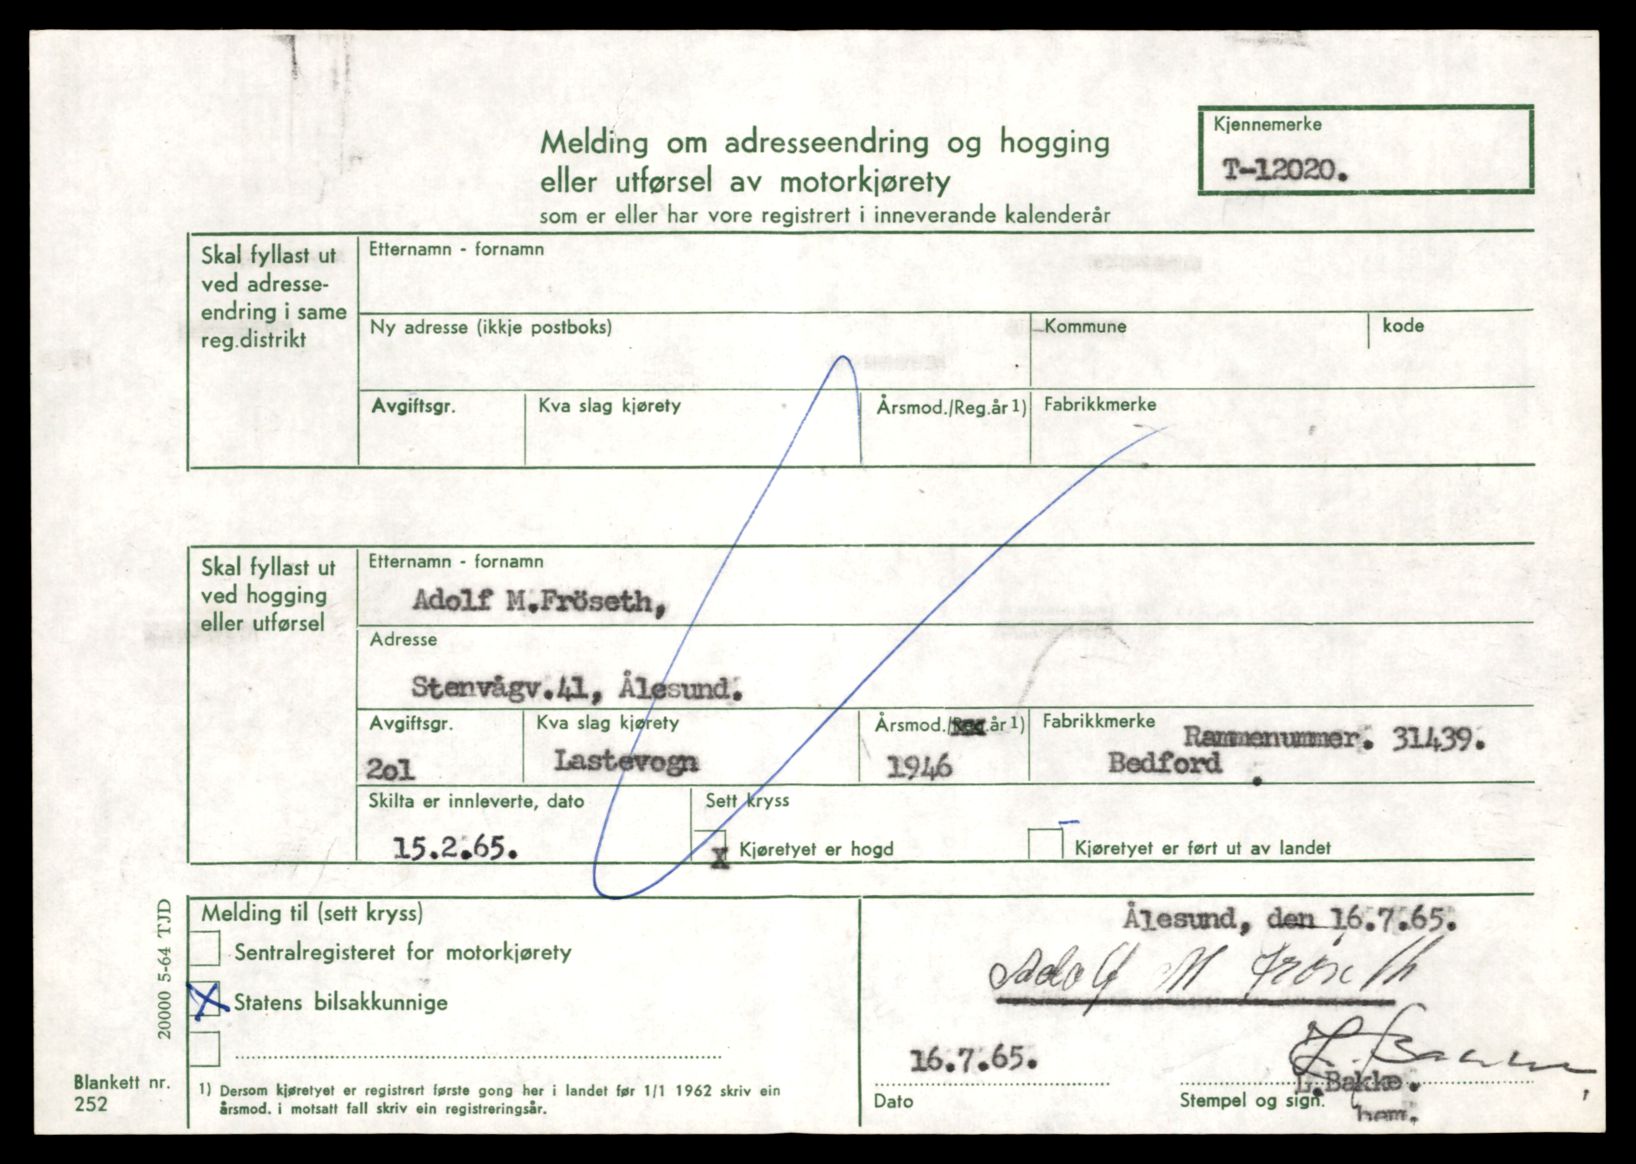 Melding om adresseendring og hogging
eller utførsel av motorkjørety
som er eller har vore registrert i inneverande kalenderår
Kjennemerke
T-12020.
Skal fyllast ut
ved adresse-
endring i same
reg.distrikt
Etternamn - fornamn
Ny adresse (ikkje postboks)
Kommune
kode
Avgiftsgr.
Kva slag kjørety
Årsmod./Reg.år 1)
Fabrikkmerke
Skal fyllast ut
ved hogging
eller utførsel
Etternamn - fornamn
Adolf M.Fröseth,
Adresse
Stenvågv.41, Ålesund.
Avgiftsgr.
2o1
Kva slag kjørety
Lastevogn
Årsmod./Reg.år 1)
1946
Fabrikkmerke
Rammenummer. 31439.
Bedford .
Skilta er innleverte, dato
15.2.65.
Sett kryss
x Kjøretyet er hogd
Kjøretyet er ført ut av landet
Melding til (sett kryss)
Sentralregisteret for motorkjørety
X Statens bilsakkunnige
Ålesund, den 16.7.65.
Adolf M Fröseth
16.7.65.
Dato
L. Bakke
L.Bakke.
Stempel og sign.
bem.
1) Dersom kjøretyet er registrert første gong her i landet før 1/1 1962 skriv ein
årsmod. i motsatt fall skriv ein registreringsår.
20000 5-64 TJD
Blankett nr.
252